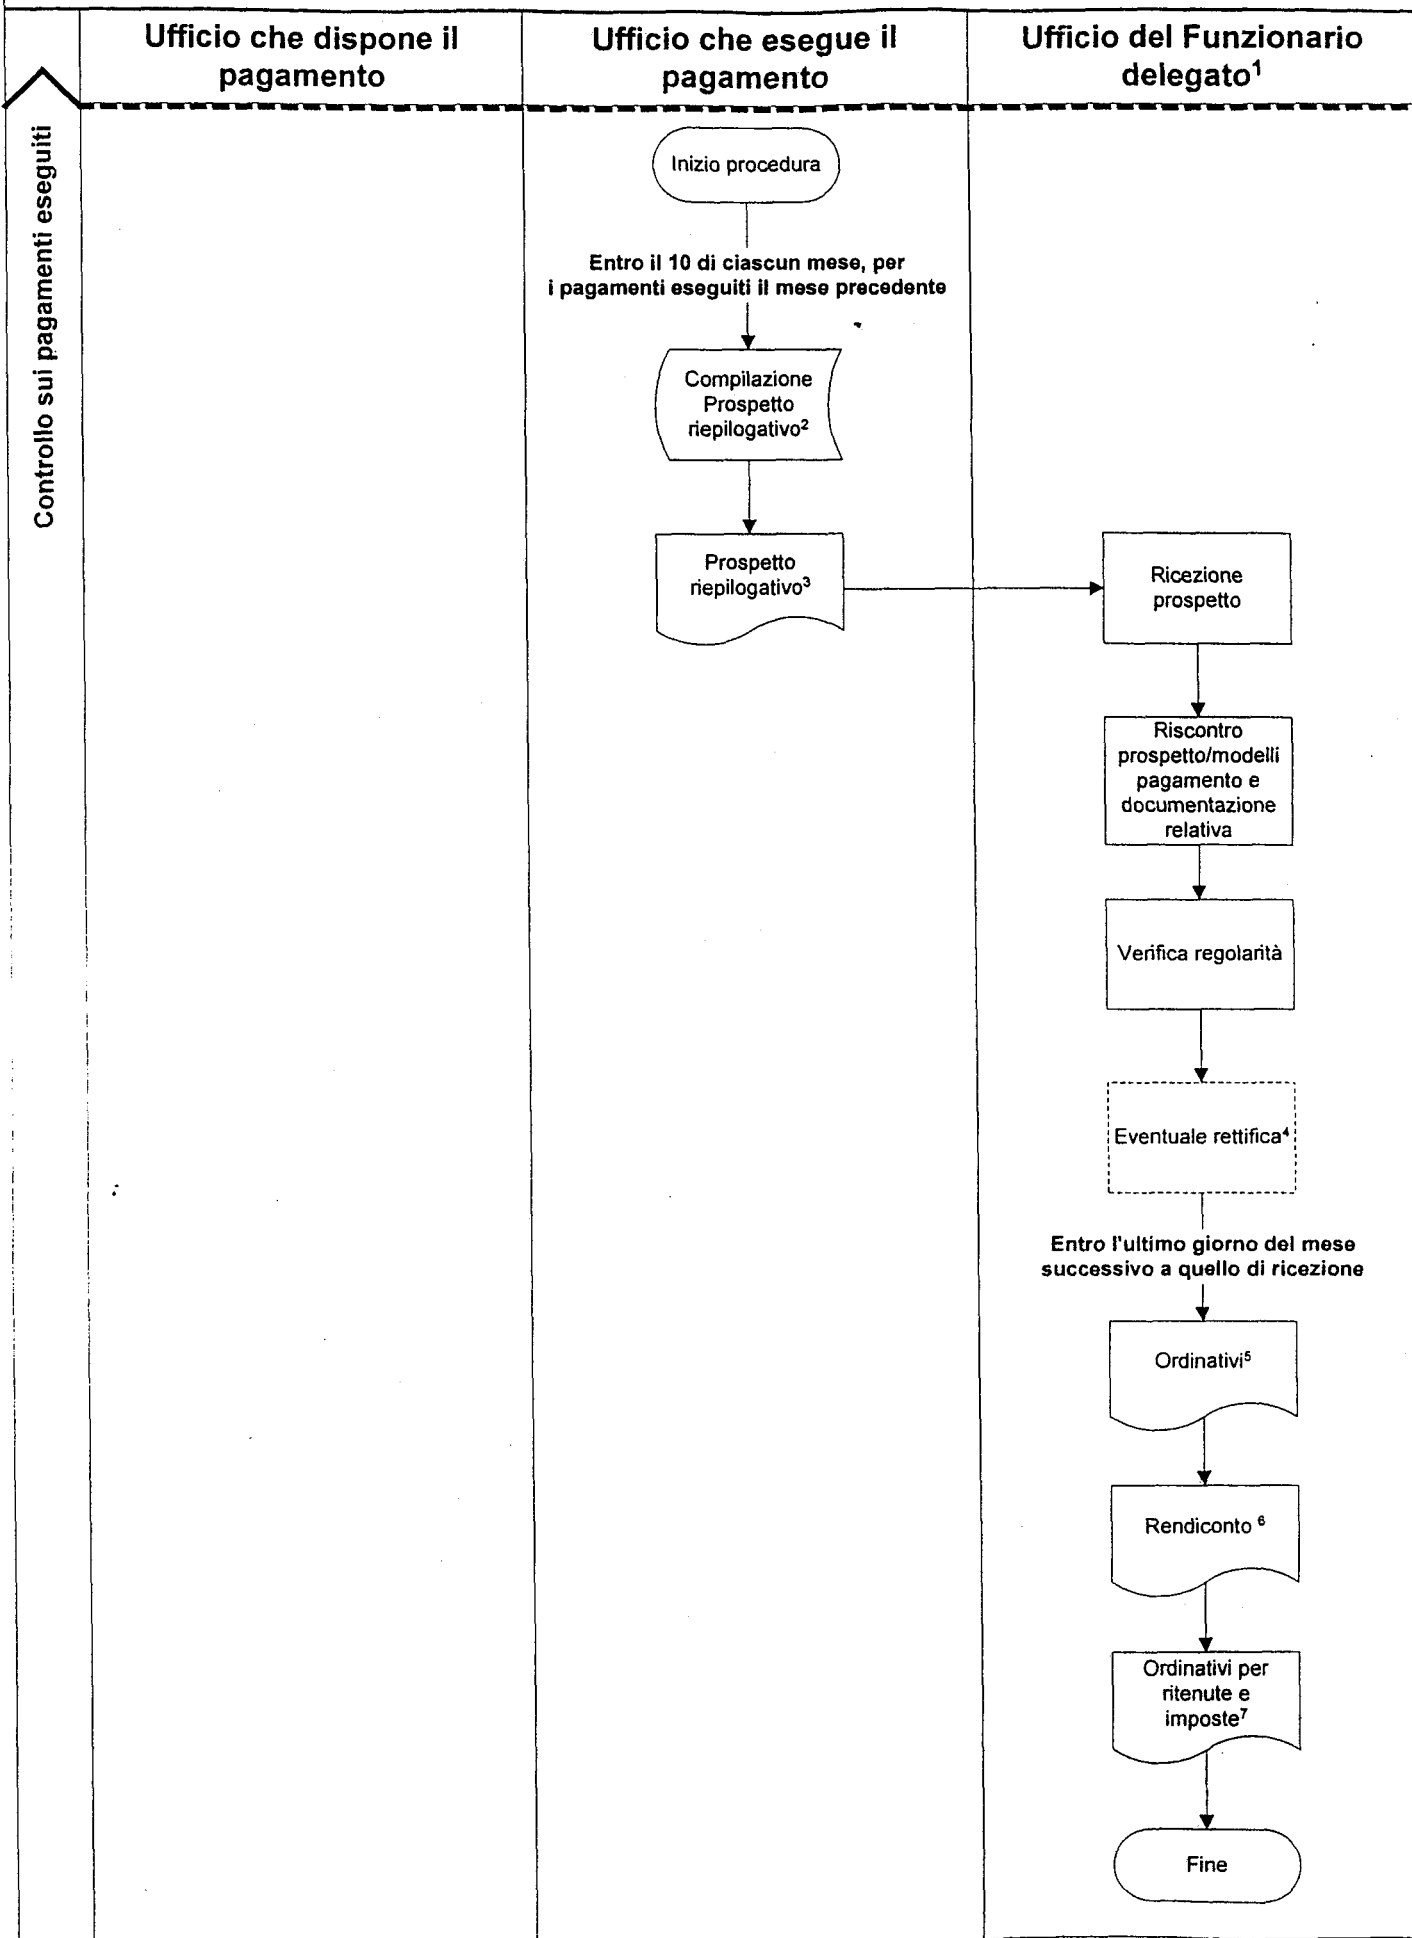 Ufficio che dispone il
pagamento
Ufficio che esegue il
pagamento
Ufficio del Funzionario
delegato¹
Controllo sui pagamenti eseguiti
Inizio procedura
Entro il 10 di ciascun mese, per
i pagamenti eseguiti il mese precedente
Compilazione
Prospetto
riepilogativo²
Prospetto
riepilogativo³
Ricezione
prospetto
Riscontro
prospetto/modelli
pagamento e
documentazione
relativa
Verifica regolarità
Eventuale rettifica⁴
Entro l'ultimo giorno del mese
successivo a quello di ricezione
Ordinativi⁵
Rendiconto ⁶
Ordinativi per
ritenute e
imposte⁷
Fine